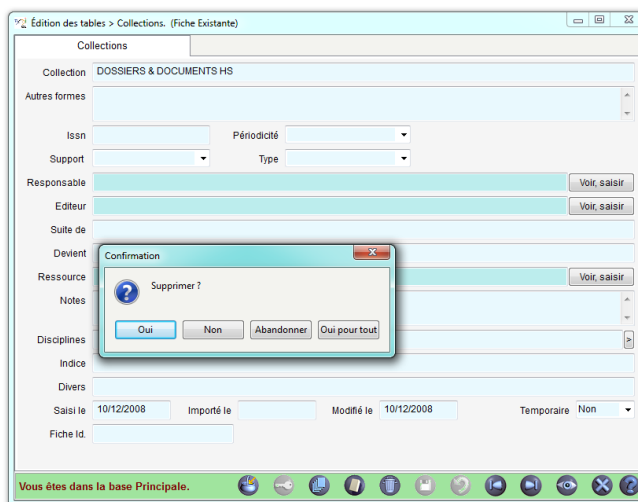 Édition des tables > Collections. (Fiche Existante)
Collections
Collection DOSSIERS & DOCUMENTS HS
Autres formes
Issn Périodicité
Support Type
Responsable Voir, saisir
Editeur Voir, saisir
Suite de
Devient
Confirmation
Ressource Voir, saisir
Supprimer ?
Notes
Oui Non Abandonner Oui pour tout
Disciplines >
Indice
Divers
Saisi le 10/12/2008 Importé le Modifié le 10/12/2008 Temporaire Non
Fiche Id.
Vous êtes dans la base Principale.